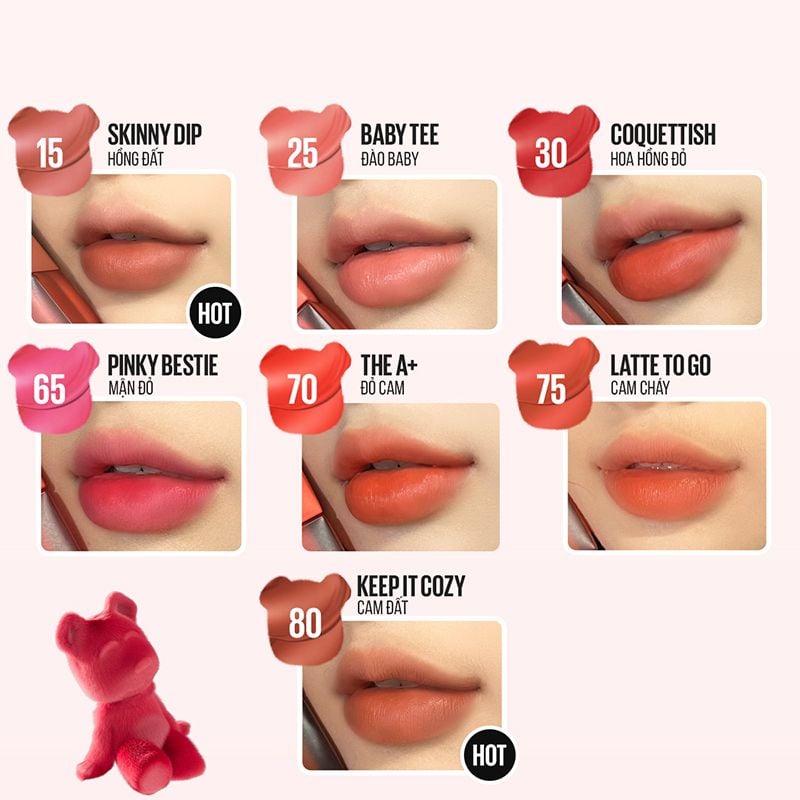 15
SKINNY DIP
HỒNG ĐẤT
HOT
25
BABY TEE
ĐÀO BABY
30
COQUETTISH
HOA HỒNG ĐỎ
65
PINKY BESTIE
MẬN ĐỎ
70
THE A+
ĐỎ CAM
75
LATTE TO GO
CAM CHÁY
80
KEEP IT COZY
CAM ĐẤT
HOT